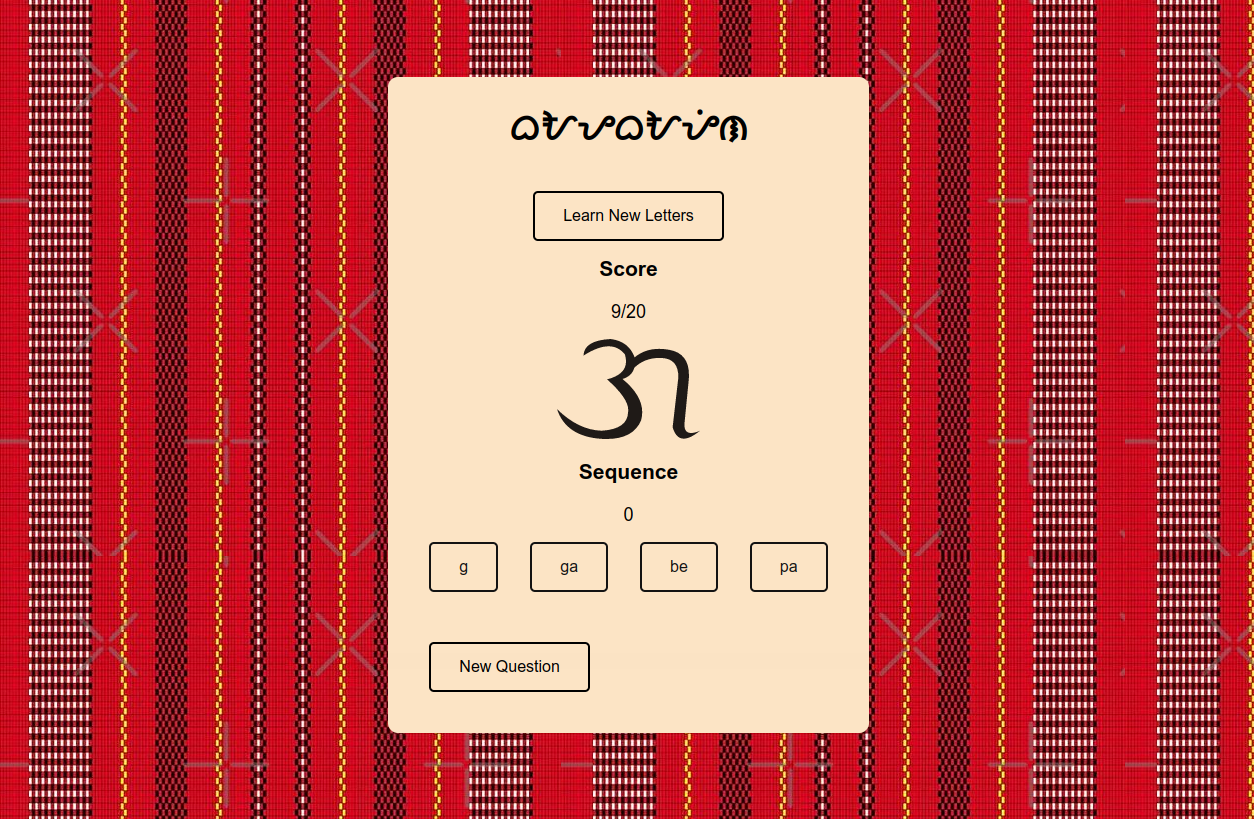 Learn New Letters
Score
9/20
ᜄ
Sequence
0
g ga be pa
New Question